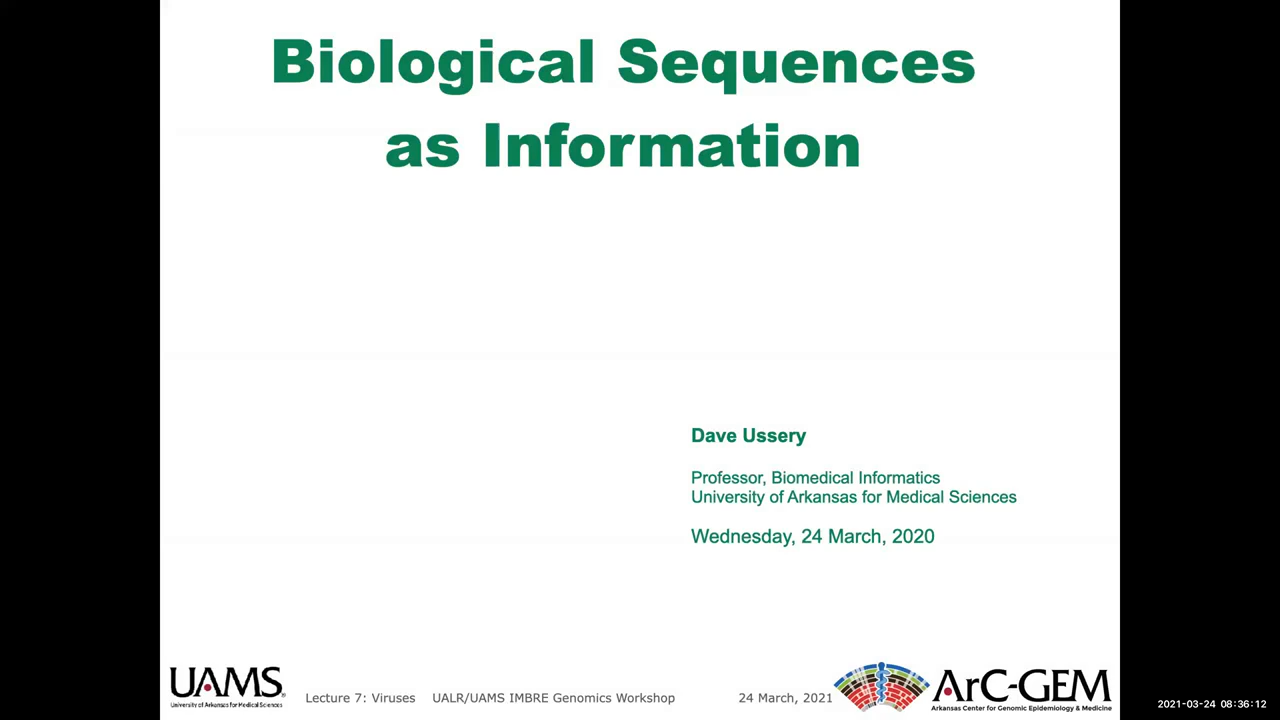 Biological Sequences
as Information
Dave Ussery
Professor, Biomedical Informatics
University of Arkansas for Medical Sciences
Wednesday, 24 March, 2020
UAMS
University of Arkansas for Medical Sciences
Lecture 7: Viruses UALR/UAMS IMBRE Genomics Workshop 24 March, 2021
ArC-GEM
Arkansas Center for Genomic Epidemiology & Medicine
2021-03-24 08:36:12